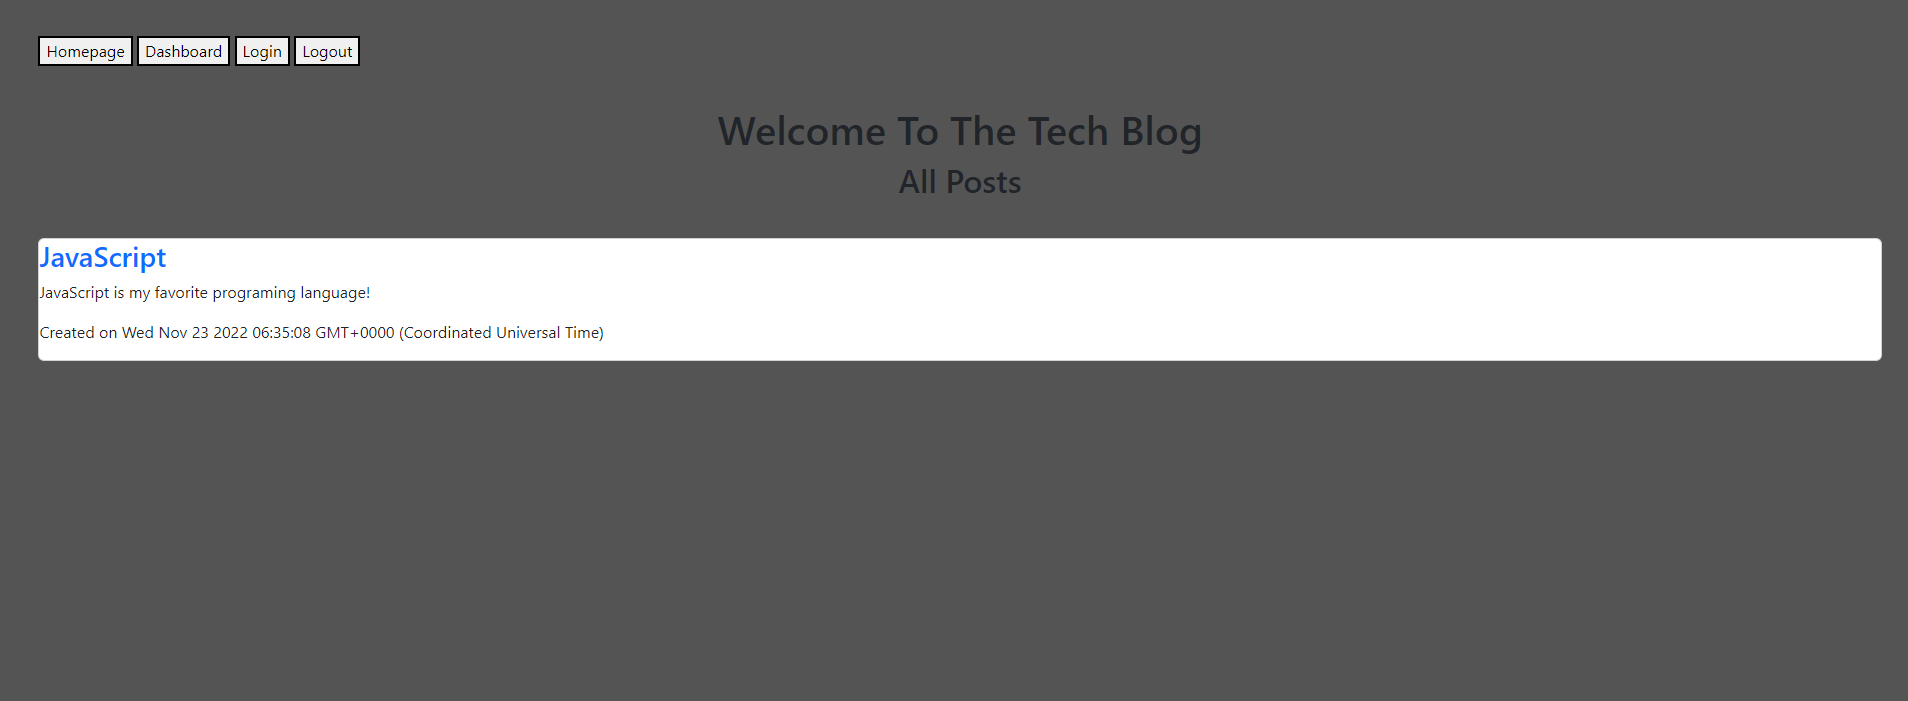 Homepage Dashboard Login Logout
Welcome To The Tech Blog
All Posts
JavaScript
JavaScript is my favorite programing language!
Created on Wed Nov 23 2022 06:35:08 GMT+0000 (Coordinated Universal Time)